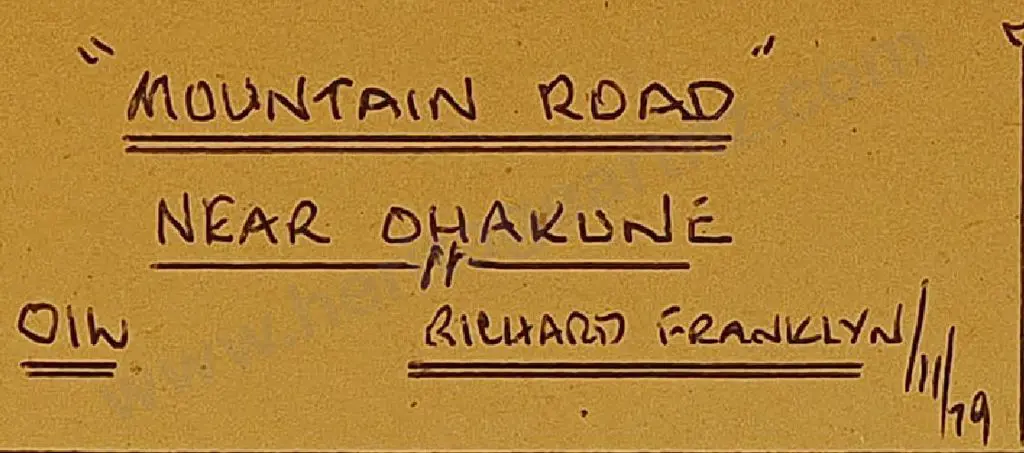 "MOUNTAIN ROAD"
NEAR OHAKUNE
OIW RICHARD FRANKLYN/11/79